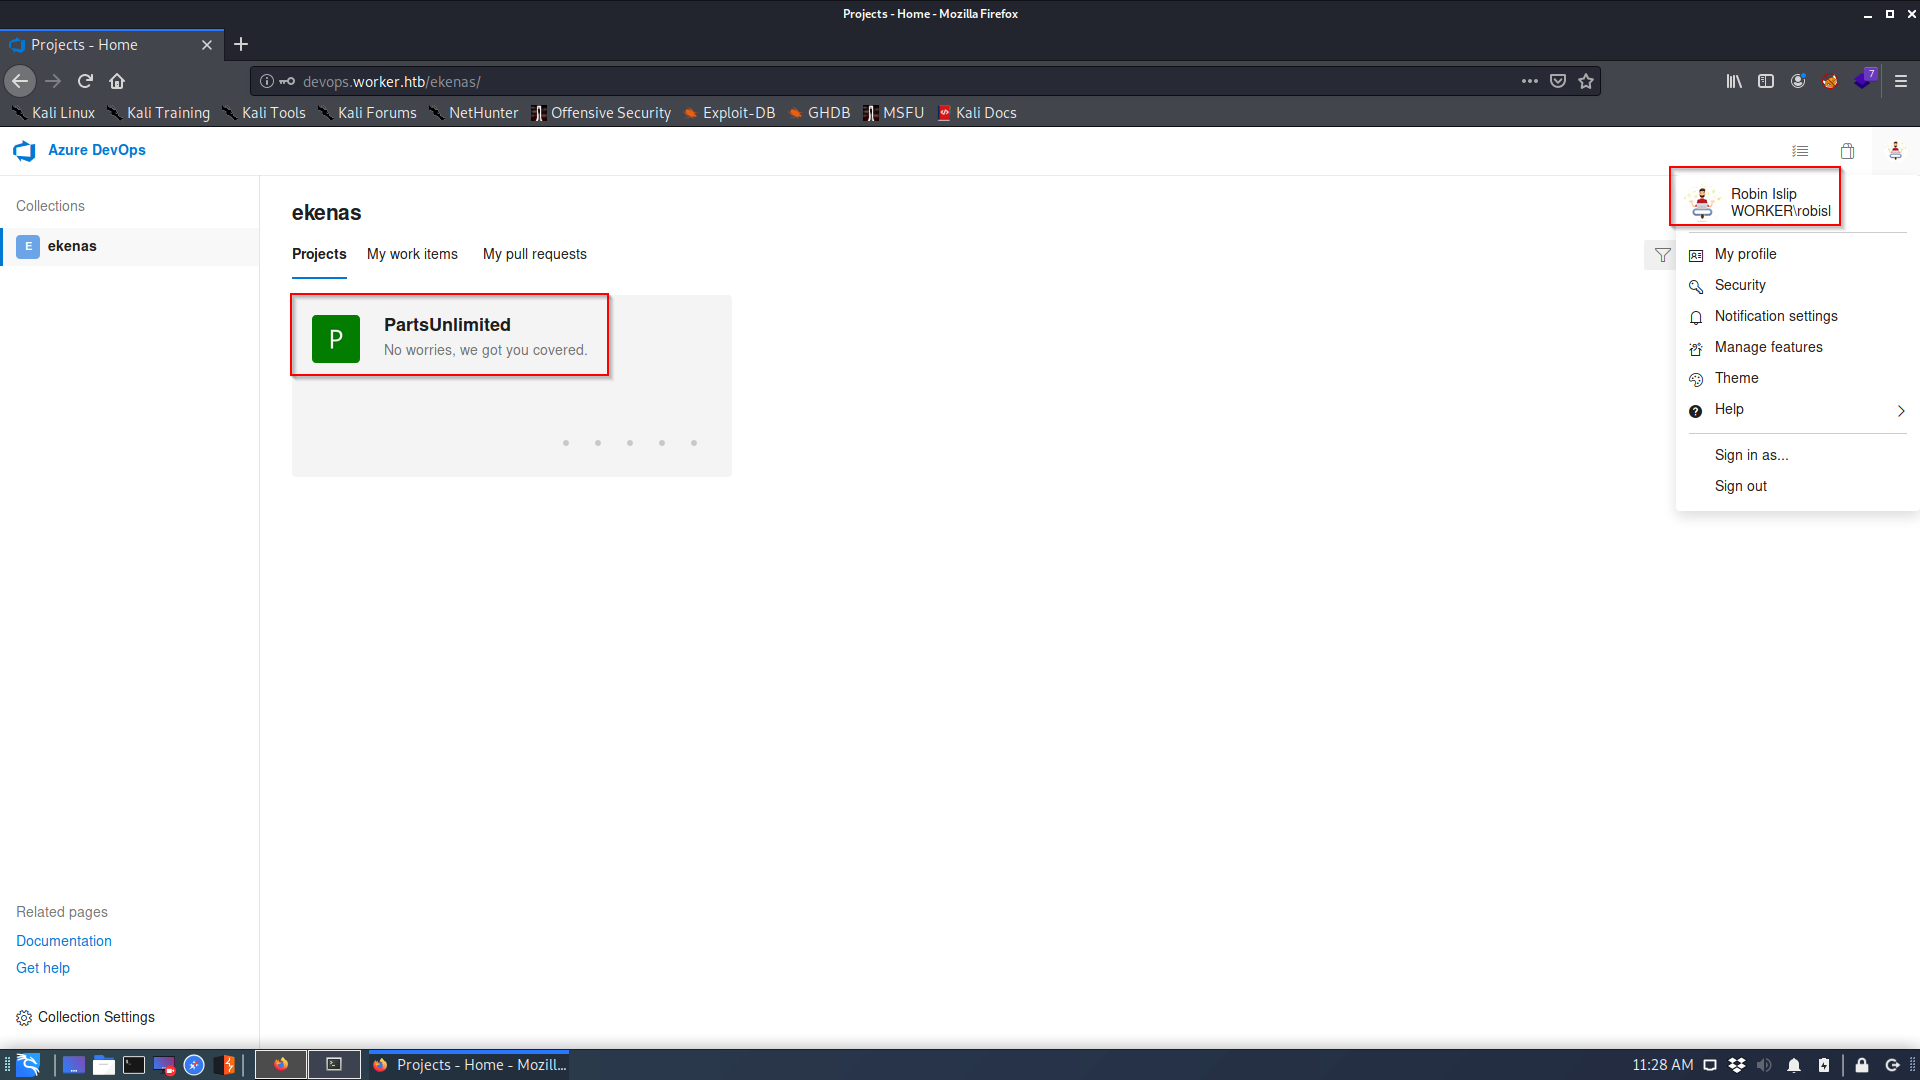 Projects - Home - Mozilla Firefox
Projects - Home
devops.worker.htb/ekenas/
7
Kali Linux
Kali Training
Kali Tools
Kali Forums
NetHunter
Offensive Security
Exploit-DB
GHDB
MSFU
Kali Docs
Azure DevOps
Collections
E
ekenas
ekenas
Projects
My work items
My pull requests
P
PartsUnlimited
No worries, we got you covered.
Robin Islip
WORKER\robisl
My profile
Security
Notification settings
Manage features
Theme
Help
Sign in as...
Sign out
Related pages
Documentation
Get help
Collection Settings
Projects - Home - Mozill...
11:28 AM